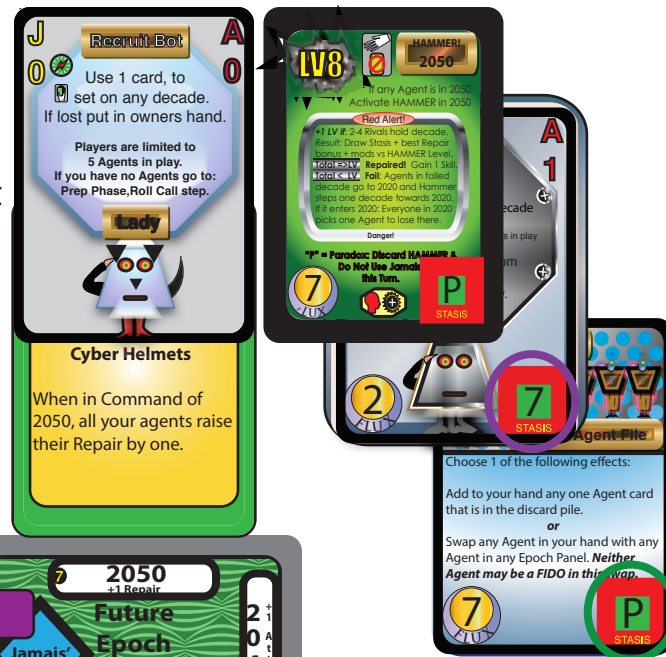 J
0
Recruit Bot
A
0
Use 1 card, to
set on any decade.
If lost put in owners hand.
Players are limited to
5 Agents in play.
If you have no Agents go to:
Prep Phase,Roll Call step.
Lady
Cyber Helmets
When in Command of
2050, all your agents raise
their Repair by one.
LV8
HAMMER!
2050
If any Agent is in 2050
Activate HAMMER in 2050
Red Alert!
+1 LV if: 2-4 Rivals hold decade.
Result: Draw Stasis + best Repair
bonus + mods vs HAMMER Level.
Total =>LV Repaired! Gain 1 Skill.
Total < LV Fail: Agents in failed
decade go to 2020 and Hammer
steps one decade towards 2020.
If it enters 2020: Everyone in 2020
picks one Agent to lose there.
Danger!
"P" = Paradox: Discard HAMMER &
Do Not Use Jamais
this Turn.
7
FLUX
P
STASIS
A
1
ecade
s in play
om
2
FLUX
7
STASIS
Agent File
Choose 1 of the following effects:
Add to your hand any one Agent card
that is in the discard pile.
or
Swap any Agent in your hand with any
Agent in any Epoch Panel. Neither
Agent may be a FIDO in this swap.
7
FLUX
P
STASIS
7
2050
+1 Repair
Future
Epoch
Jamais'
2
0
+
1
A
t